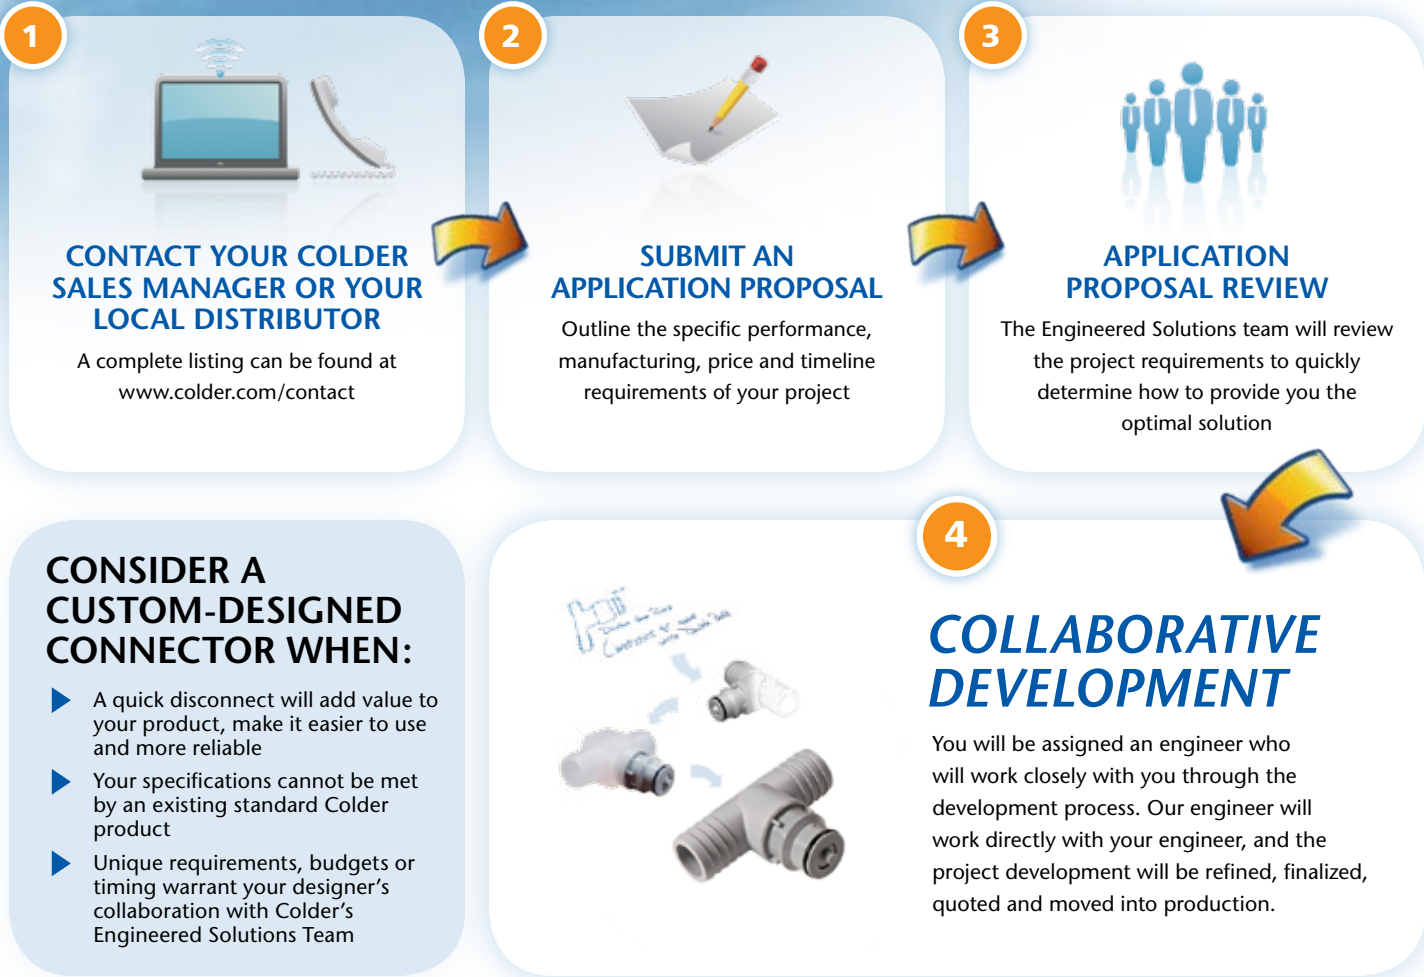 1
CONTACT YOUR COLDER
SALES MANAGER OR YOUR
LOCAL DISTRIBUTOR
A complete listing can be found at
www.colder.com/contact
2
SUBMIT AN
APPLICATION PROPOSAL
Outline the specific performance,
manufacturing, price and timeline
requirements of your project
3
APPLICATION
PROPOSAL REVIEW
The Engineered Solutions team will review
the project requirements to quickly
determine how to provide you the
optimal solution
CONSIDER A
CUSTOM-DESIGNED
CONNECTOR WHEN:
A quick disconnect will add value to
your product, make it easier to use
and more reliable
Your specifications cannot be met
by an existing standard Colder
product
Unique requirements, budgets or
timing warrant your designer’s
collaboration with Colder’s
Engineered Solutions Team
4
COLLABORATIVE
DEVELOPMENT
You will be assigned an engineer who
will work closely with you through the
development process. Our engineer will
work directly with your engineer, and the
project development will be refined, finalized,
quoted and moved into production.